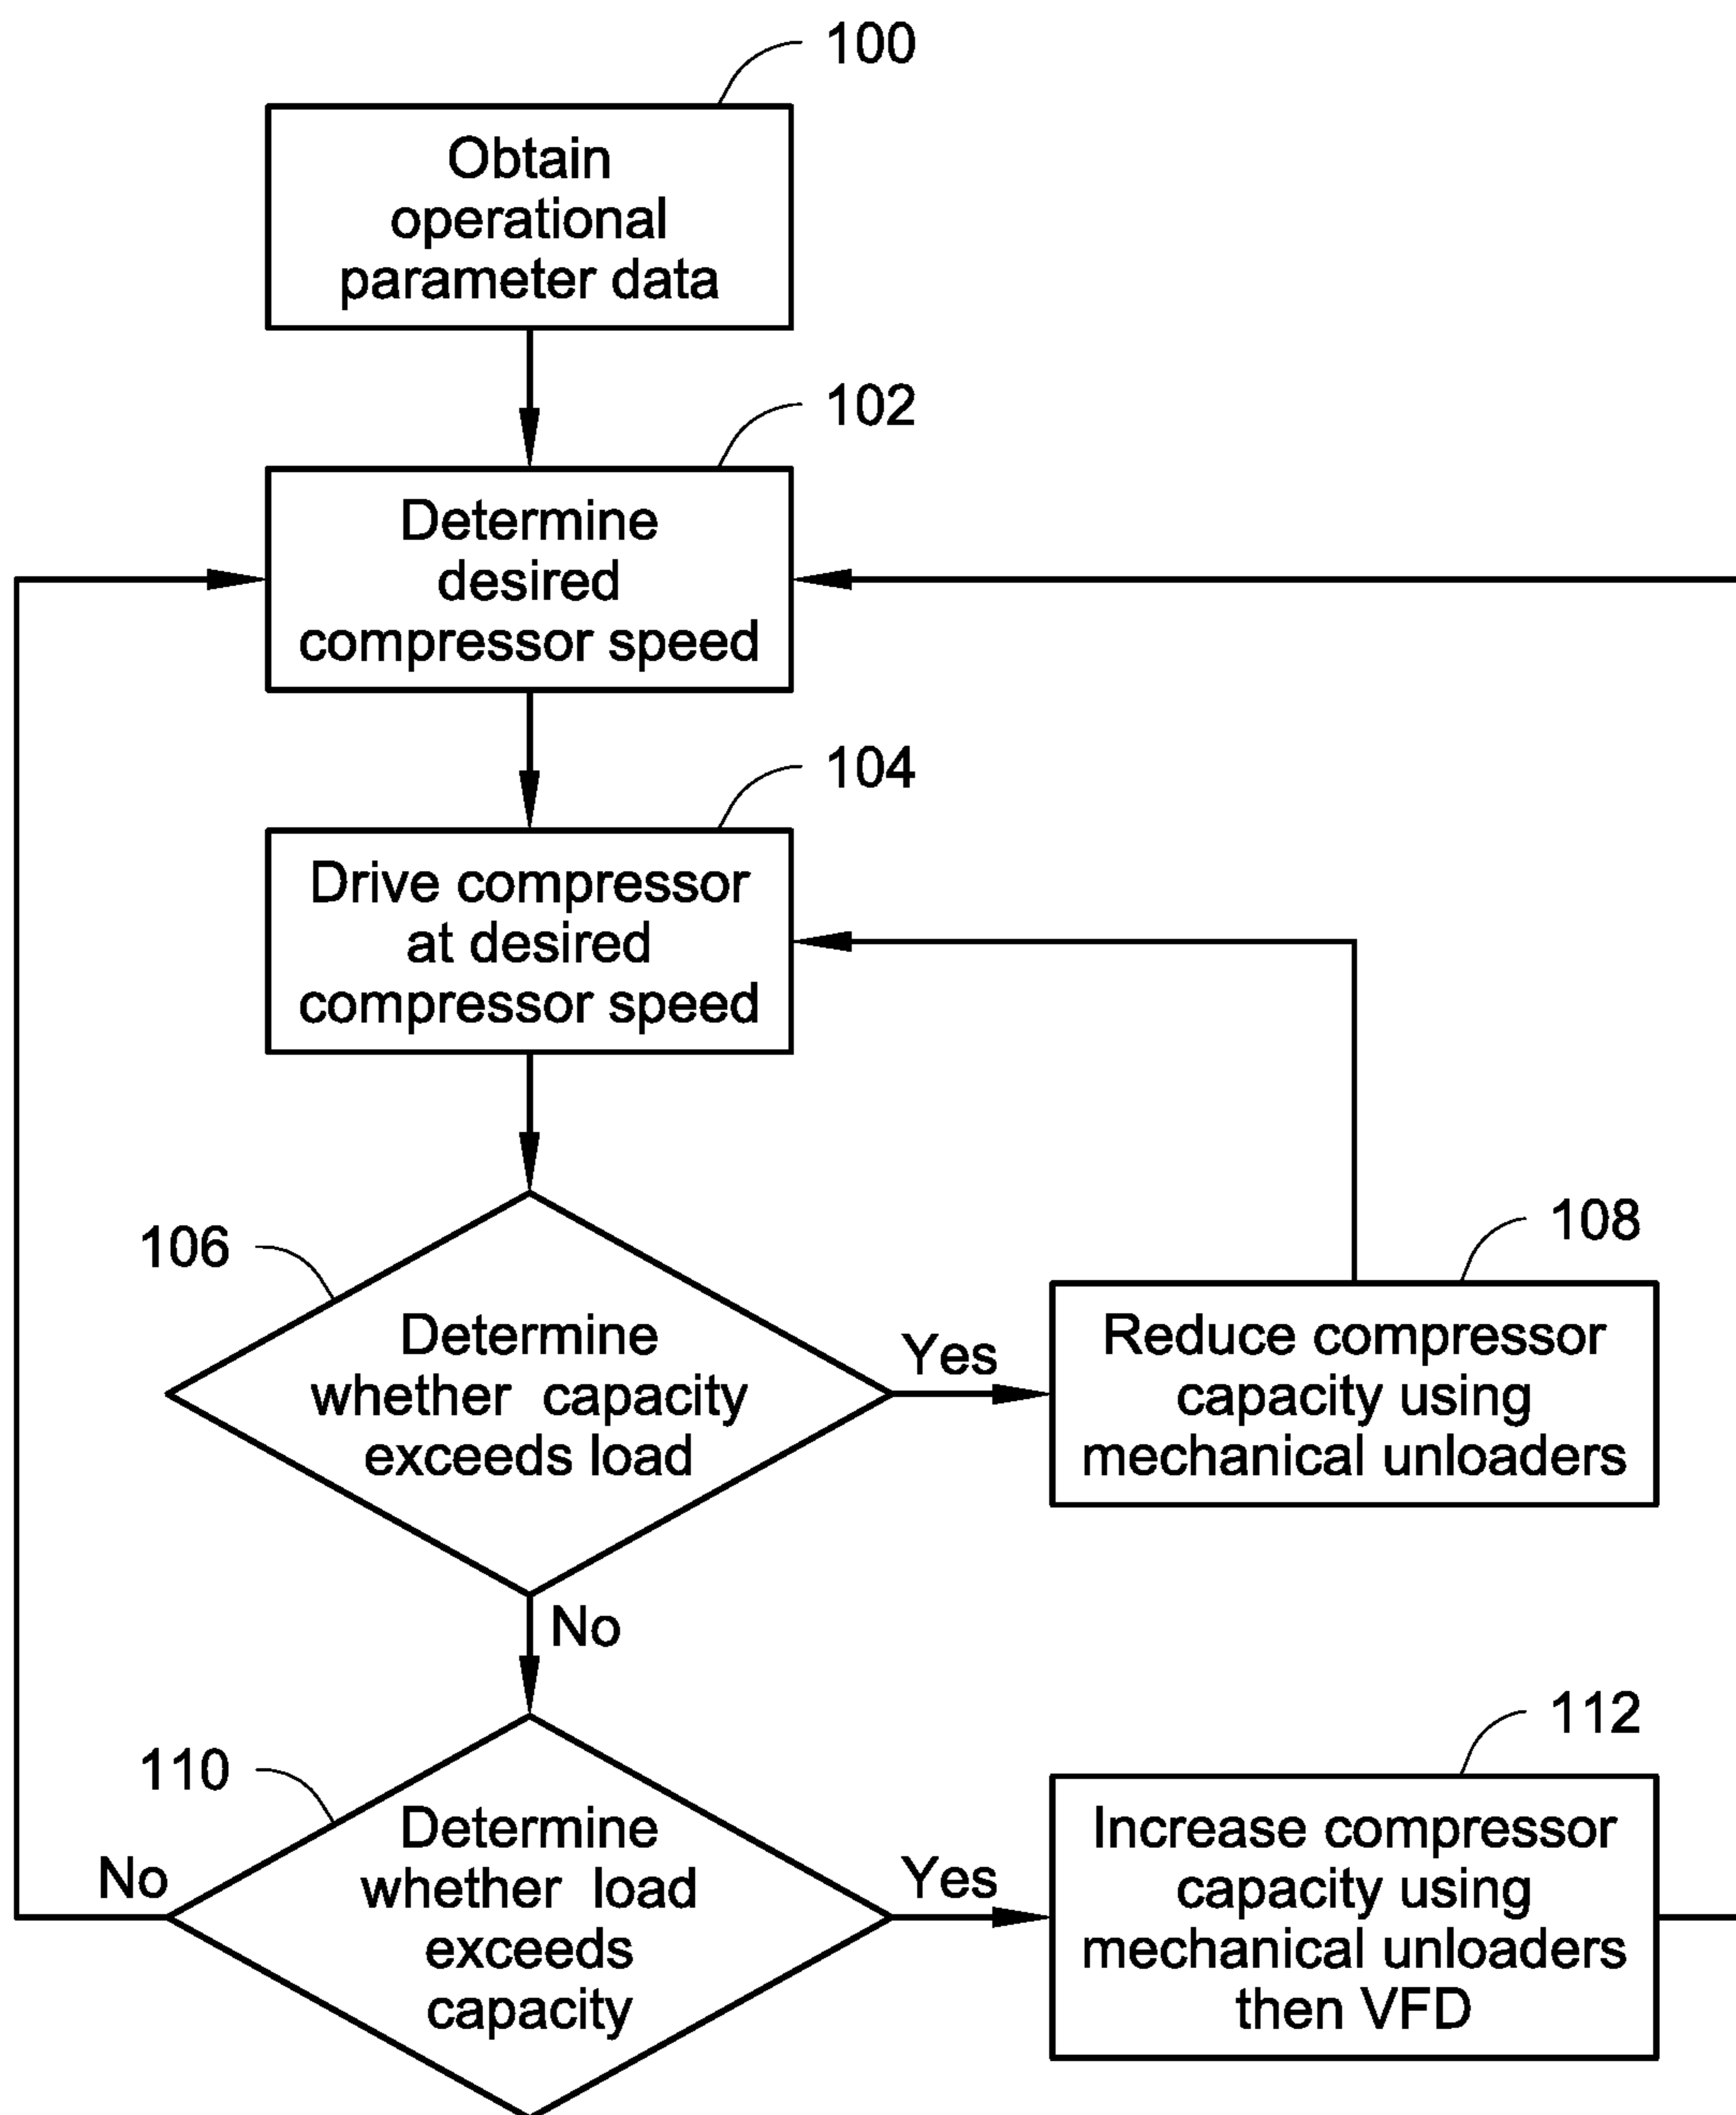 100
Obtain
operational
parameter data
102
Determine
desired
compressor speed
104
Drive compressor
at desired
compressor speed
106
Determine
whether capacity
exceeds load
Yes
108
Reduce compressor
capacity using
mechanical unloaders
No
110
Determine
whether load
exceeds
capacity
No
Yes
112
Increase compressor
capacity using
mechanical unloaders
then VFD